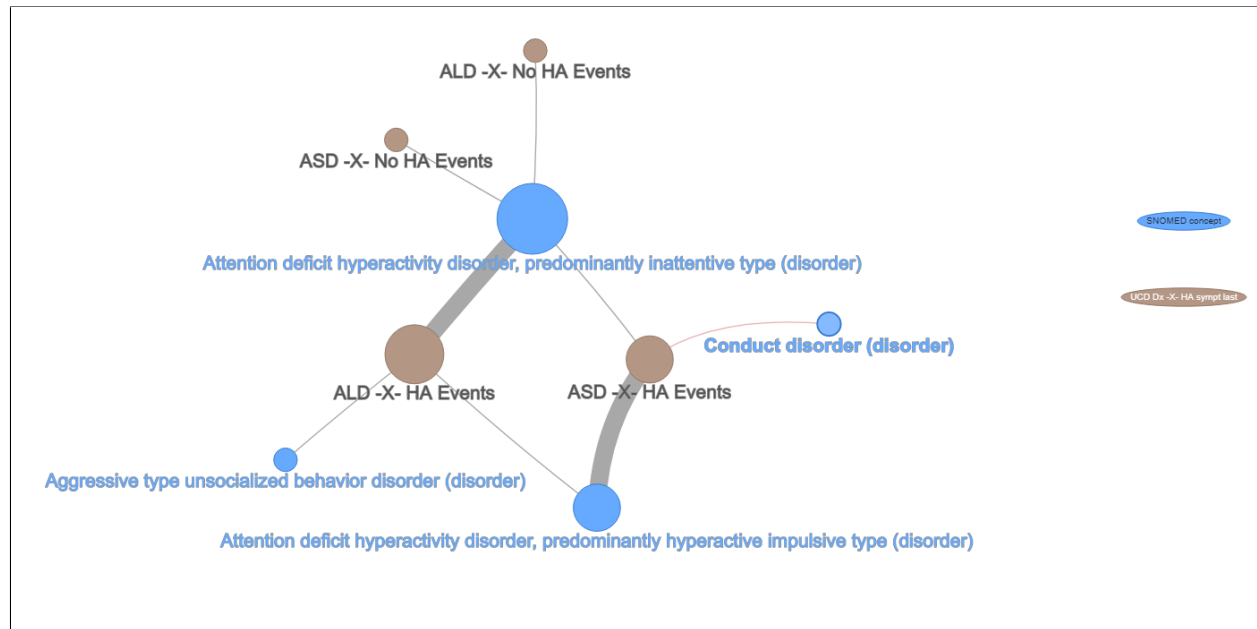 ALD -X- No HA Events
ASD -X- No HA Events
SNOMED concept
Attention deficit hyperactivity disorder, predominantly inattentive type (disorder)
UCD Dx -X- HA sympt last
Conduct disorder (disorder)
ALD -X- HA Events
ASD -X- HA Events
Aggressive type unsocialized behavior disorder (disorder)
Attention deficit hyperactivity disorder, predominantly hyperactive impulsive type (disorder)